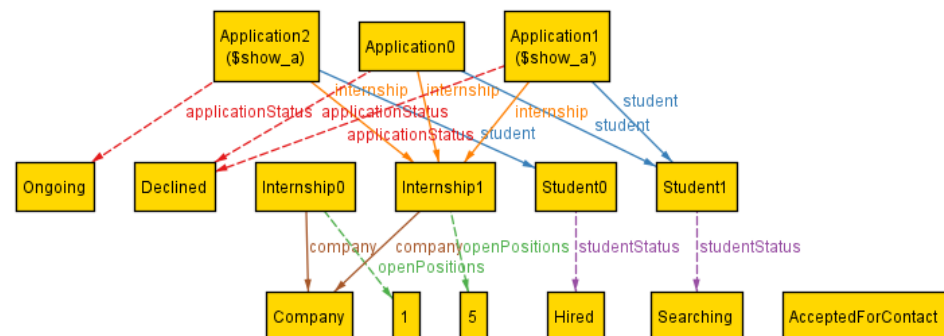 Application2
($show_a)
Application0
Application1
($show_a')
internship
internship
student
applicationStatus
applicationStatus
internship
student
applicationStatus
student
Ongoing
Declined
Internship0
Internship1
Student0
Student1
company
company
openPositions
studentStatus
studentStatus
openPositions
Company
1
5
Hired
Searching
AcceptedForContact